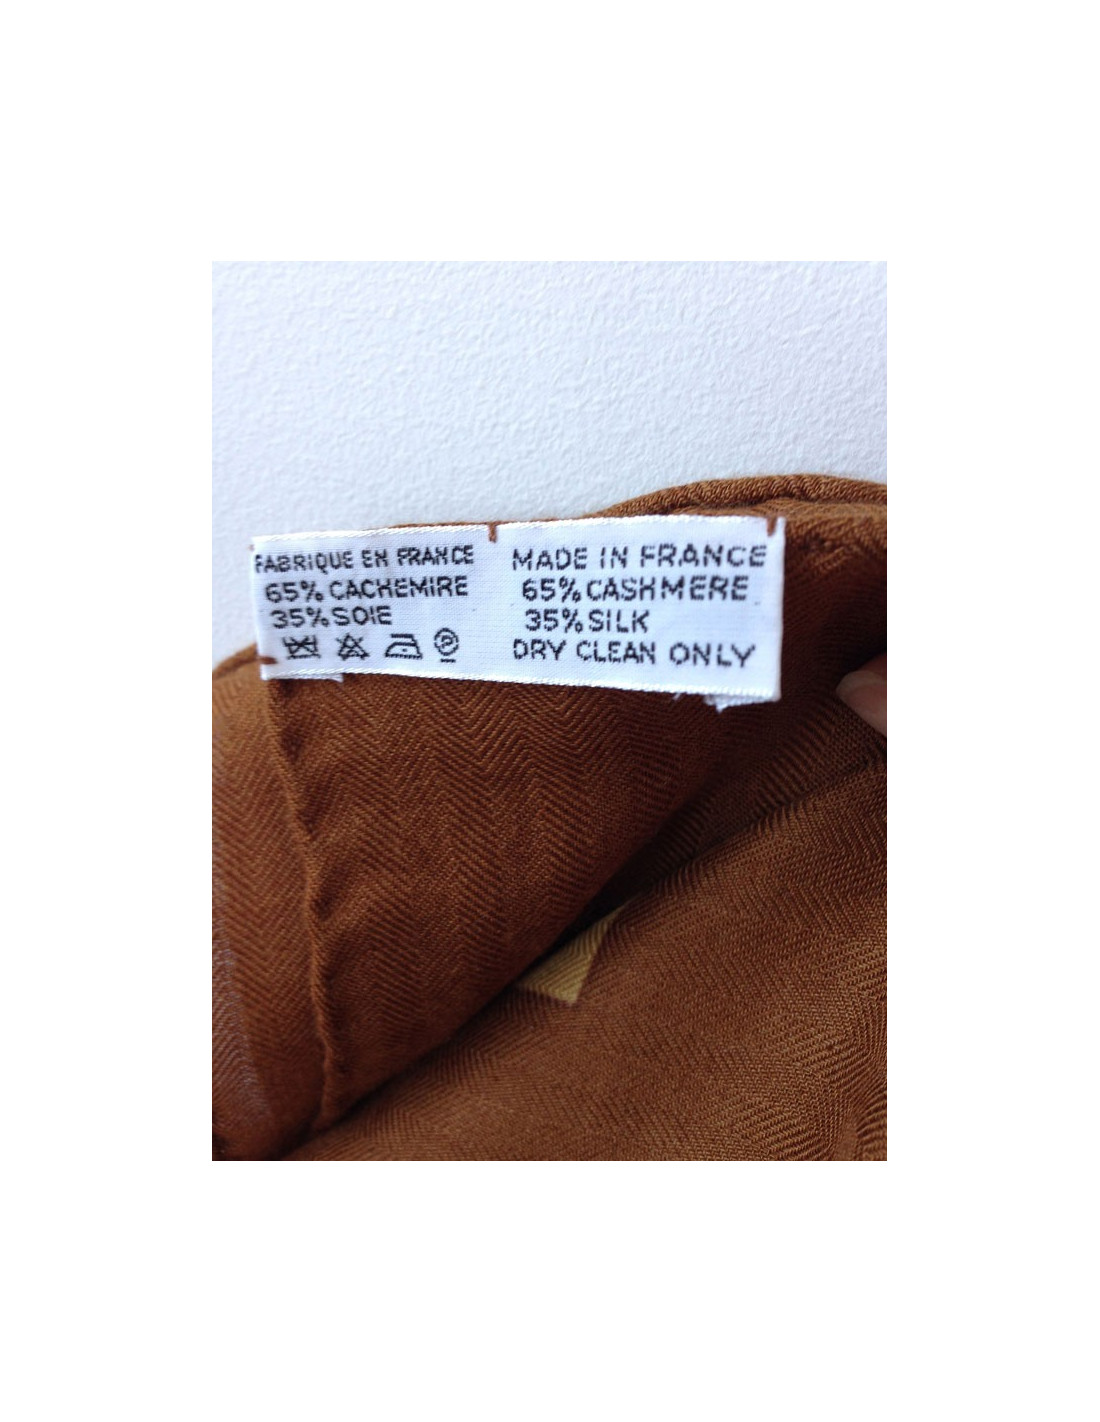 FABRIQUE EN FRANCE
65% CACHEMIRE
35% SOIE
P
MADE IN FRANCE
65% CASHMERE
35% SILK
DRY CLEAN ONLY